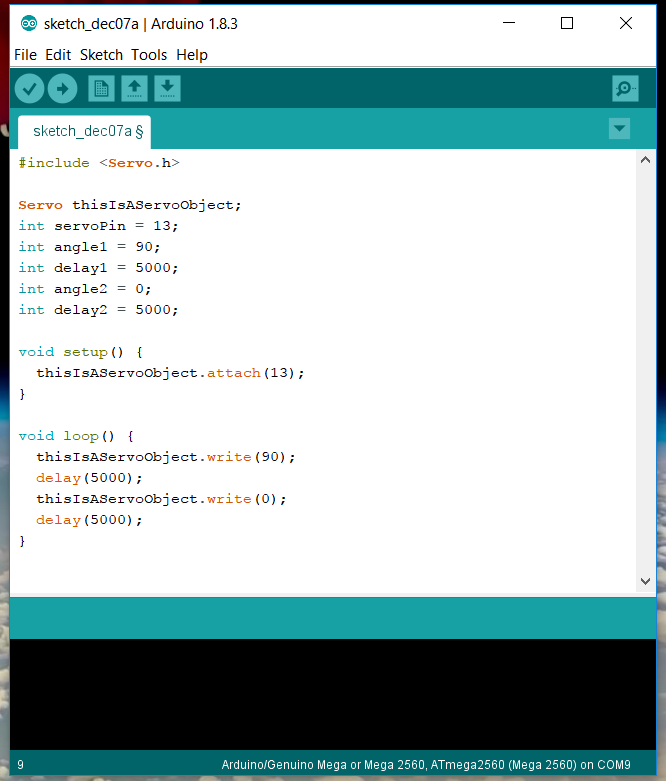 sketch_dec07a | Arduino 1.8.3
File Edit Sketch Tools Help
sketch_dec07a §
#include <Servo.h>
Servo thisIsAServoObject;
int servoPin = 13;
int angle1 = 90;
int delay1 = 5000;
int angle2 = 0;
int delay2 = 5000;
void setup() {
  thisIsAServoObject.attach(13);
}
void loop() {
  thisIsAServoObject.write(90);
  delay(5000);
  thisIsAServoObject.write(0);
  delay(5000);
}
9 Arduino/Genuino Mega or Mega 2560, ATmega2560 (Mega 2560) on COM9